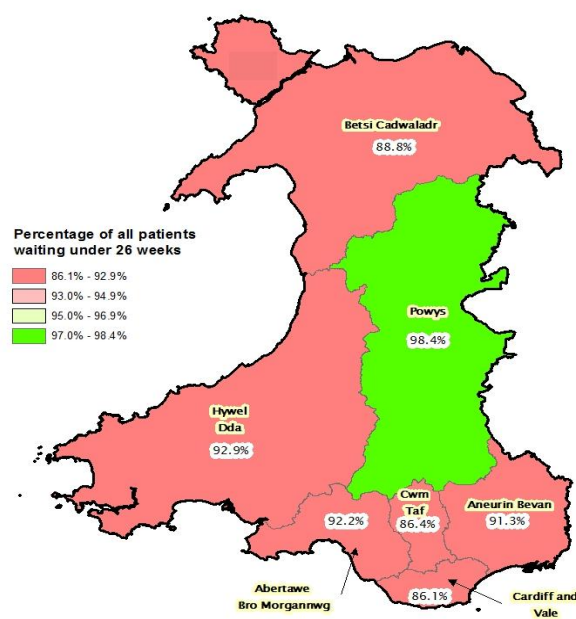 Betsi Cadwaladr
88.8%
Percentage of all patients
waiting under 26 weeks
86.1% - 92.9%
93.0% - 94.9%
95.0% - 96.9%
97.0% - 98.4%
Powys
98.4%
Hywel
Dda
92.9%
Cwm
Taf
86.4%
Aneurin Bevan
91.3%
92.2%
Abertawe
Bro Morgannwg
86.1%
Cardiff and
Vale